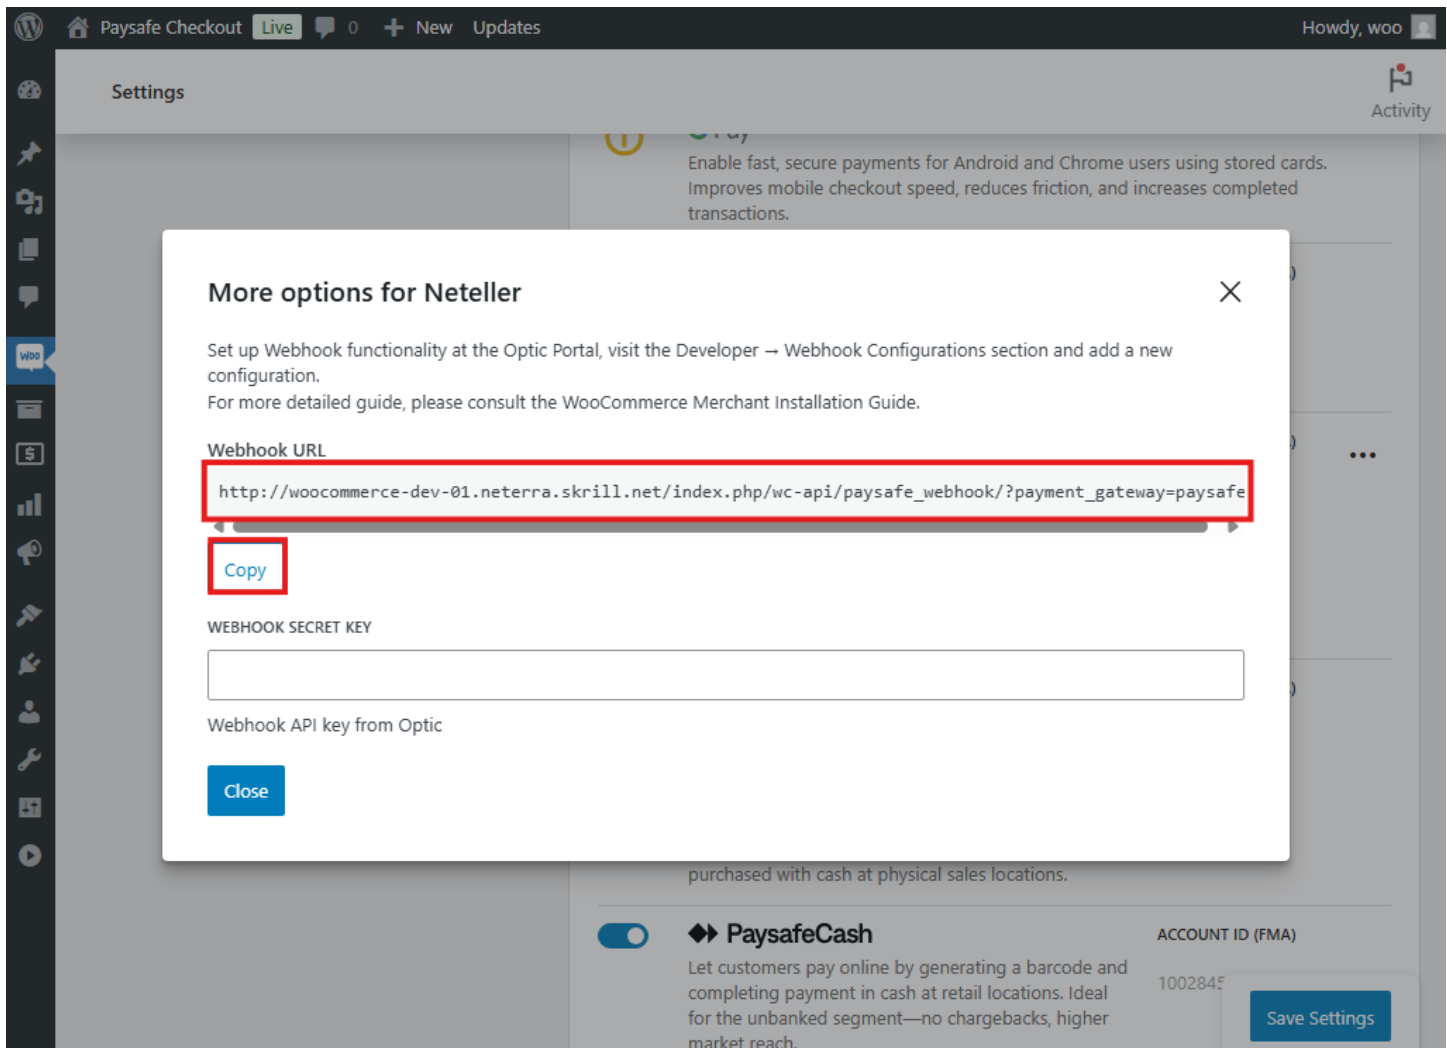 Paysafe Checkout Live 0 New Updates Howdy, woo
Settings
Activity
Pay
Enable fast, secure payments for Android and Chrome users using stored cards.
Improves mobile checkout speed, reduces friction, and increases completed
transactions.
More options for Neteller
Set up Webhook functionality at the Optic Portal, visit the Developer → Webhook Configurations section and add a new
configuration.
For more detailed guide, please consult the WooCommerce Merchant Installation Guide.
Webhook URL
http://woocommerce-dev-01.neterra.skrill.net/index.php/wc-api/paysafe_webhook/?payment_gateway=paysafe
Copy
WEBHOOK SECRET KEY
Webhook API key from Optic
Close
Woo
purchased with cash at physical sales locations.
PaysafeCash
ACCOUNT ID (FMA)
Let customers pay online by generating a barcode and
completing payment in cash at retail locations. Ideal
for the unbanked segment—no chargebacks, higher
market reach.
1002845
Save Settings